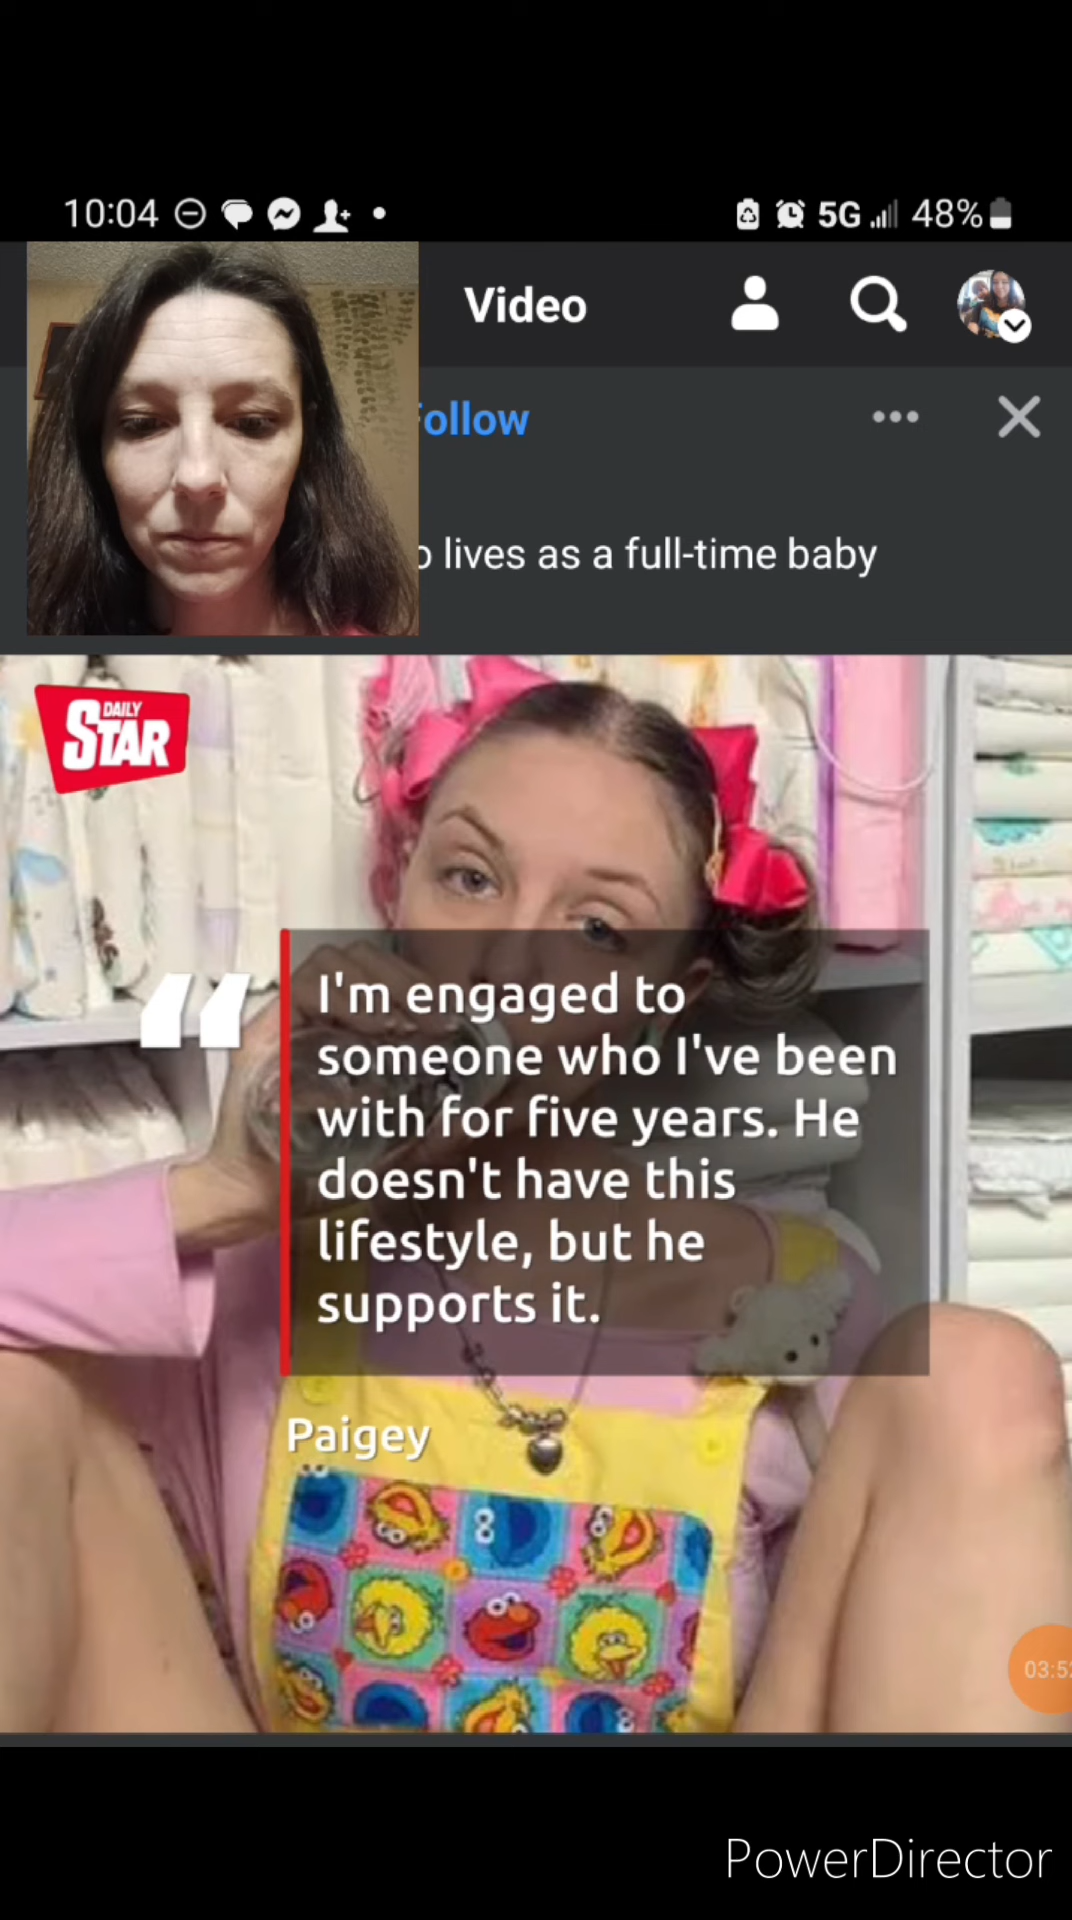 10:04 5G 48%
Video
Follow
lives as a full-time baby
DAILY
STAR
“
I'm engaged to
someone who I've been
with for five years. He
doesn't have this
lifestyle, but he
supports it.
Paigey
PowerDirector